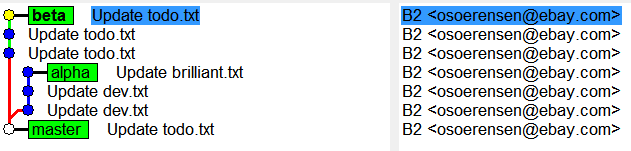 beta Update todo.txt B2 <osoerensen@ebay.com>
Update todo.txt B2 <osoerensen@ebay.com>
Update todo.txt B2 <osoerensen@ebay.com>
alpha Update brilliant.txt B2 <osoerensen@ebay.com>
Update dev.txt B2 <osoerensen@ebay.com>
Update dev.txt B2 <osoerensen@ebay.com>
master Update todo.txt B2 <osoerensen@ebay.com>